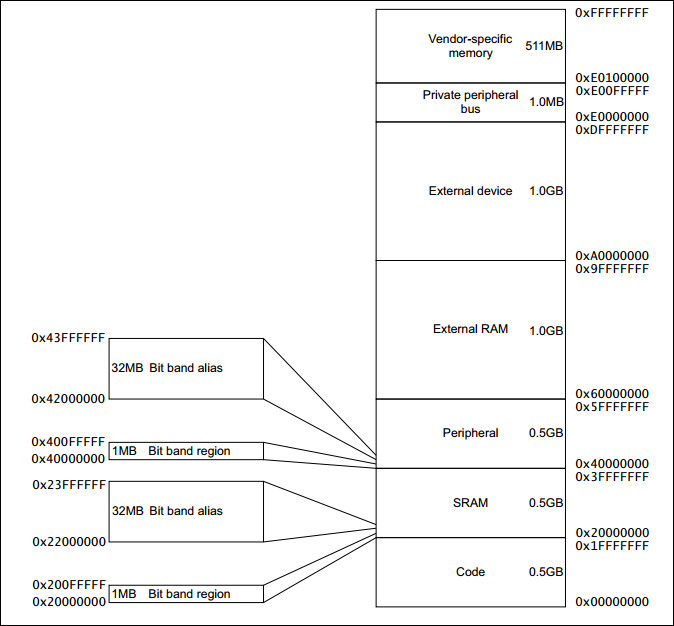 0xFFFFFFFF
Vendor-specific
memory 511MB
0xE0100000
0xE00FFFFF
Private peripheral
bus 1.0MB
0xE0000000
0xDFFFFFFF
External device 1.0GB
0xA0000000
0x9FFFFFFF
External RAM 1.0GB
0x60000000
0x5FFFFFFF
Peripheral 0.5GB
0x40000000
0x3FFFFFFF
SRAM 0.5GB
0x20000000
0x1FFFFFFF
Code 0.5GB
0x00000000
0x43FFFFFF
32MB Bit band alias
0x42000000
0x400FFFFF
1MB Bit band region
0x40000000
0x23FFFFFF
32MB Bit band alias
0x22000000
0x200FFFFF
1MB Bit band region
0x20000000